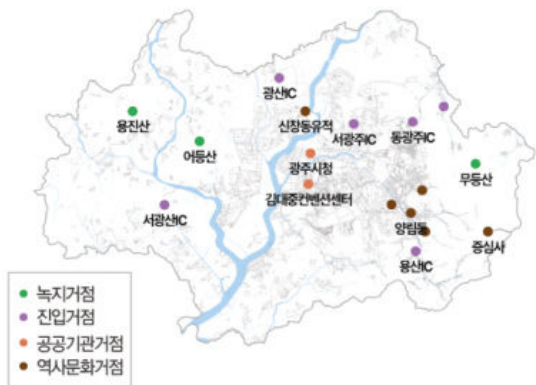 광산IC
용진산
신창동유적
서광주IC
동광주IC
어등산
광주시청
무등산
김대중컨벤션센터
서광산IC
양림동
증심사
용산IC
녹지거점
진입거점
공공기관거점
역사문화거점